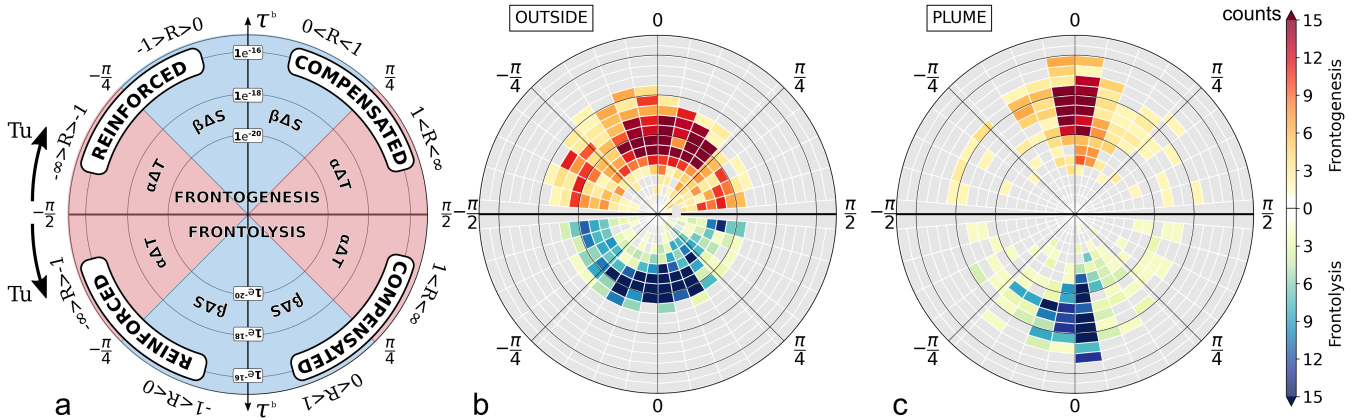 τᵇ
-1>R>0
0<R<1
REINFORCED
COMPENSATED
-π/4
π/4
-∞>R>-1
1<R<∞
1e⁻¹⁶
1e⁻¹⁸
1e⁻²⁰
βΔS
βΔS
αΔT
αΔT
Tu
FRONTOGENESIS
-π/2
π/2
FRONTOLYSIS
αΔT
αΔT
Tu
1e⁻²⁰
βΔS
βΔS
1e⁻¹⁸
1e⁻¹⁶
-∞>R>-1
1<R<∞
REINFORCED
COMPENSATED
-π/4
π/4
-1<R<0
0<R<1
τᵇ
a
OUTSIDE
0
-π/4
π/4
-π/2
π/2
-π/4
π/4
0
b
PLUME
0
-π/4
π/4
-π/2
π/2
-π/4
π/4
0
c
counts
15
12
9
6
3
0
3
6
9
12
15
Frontogenesis
Frontolysis